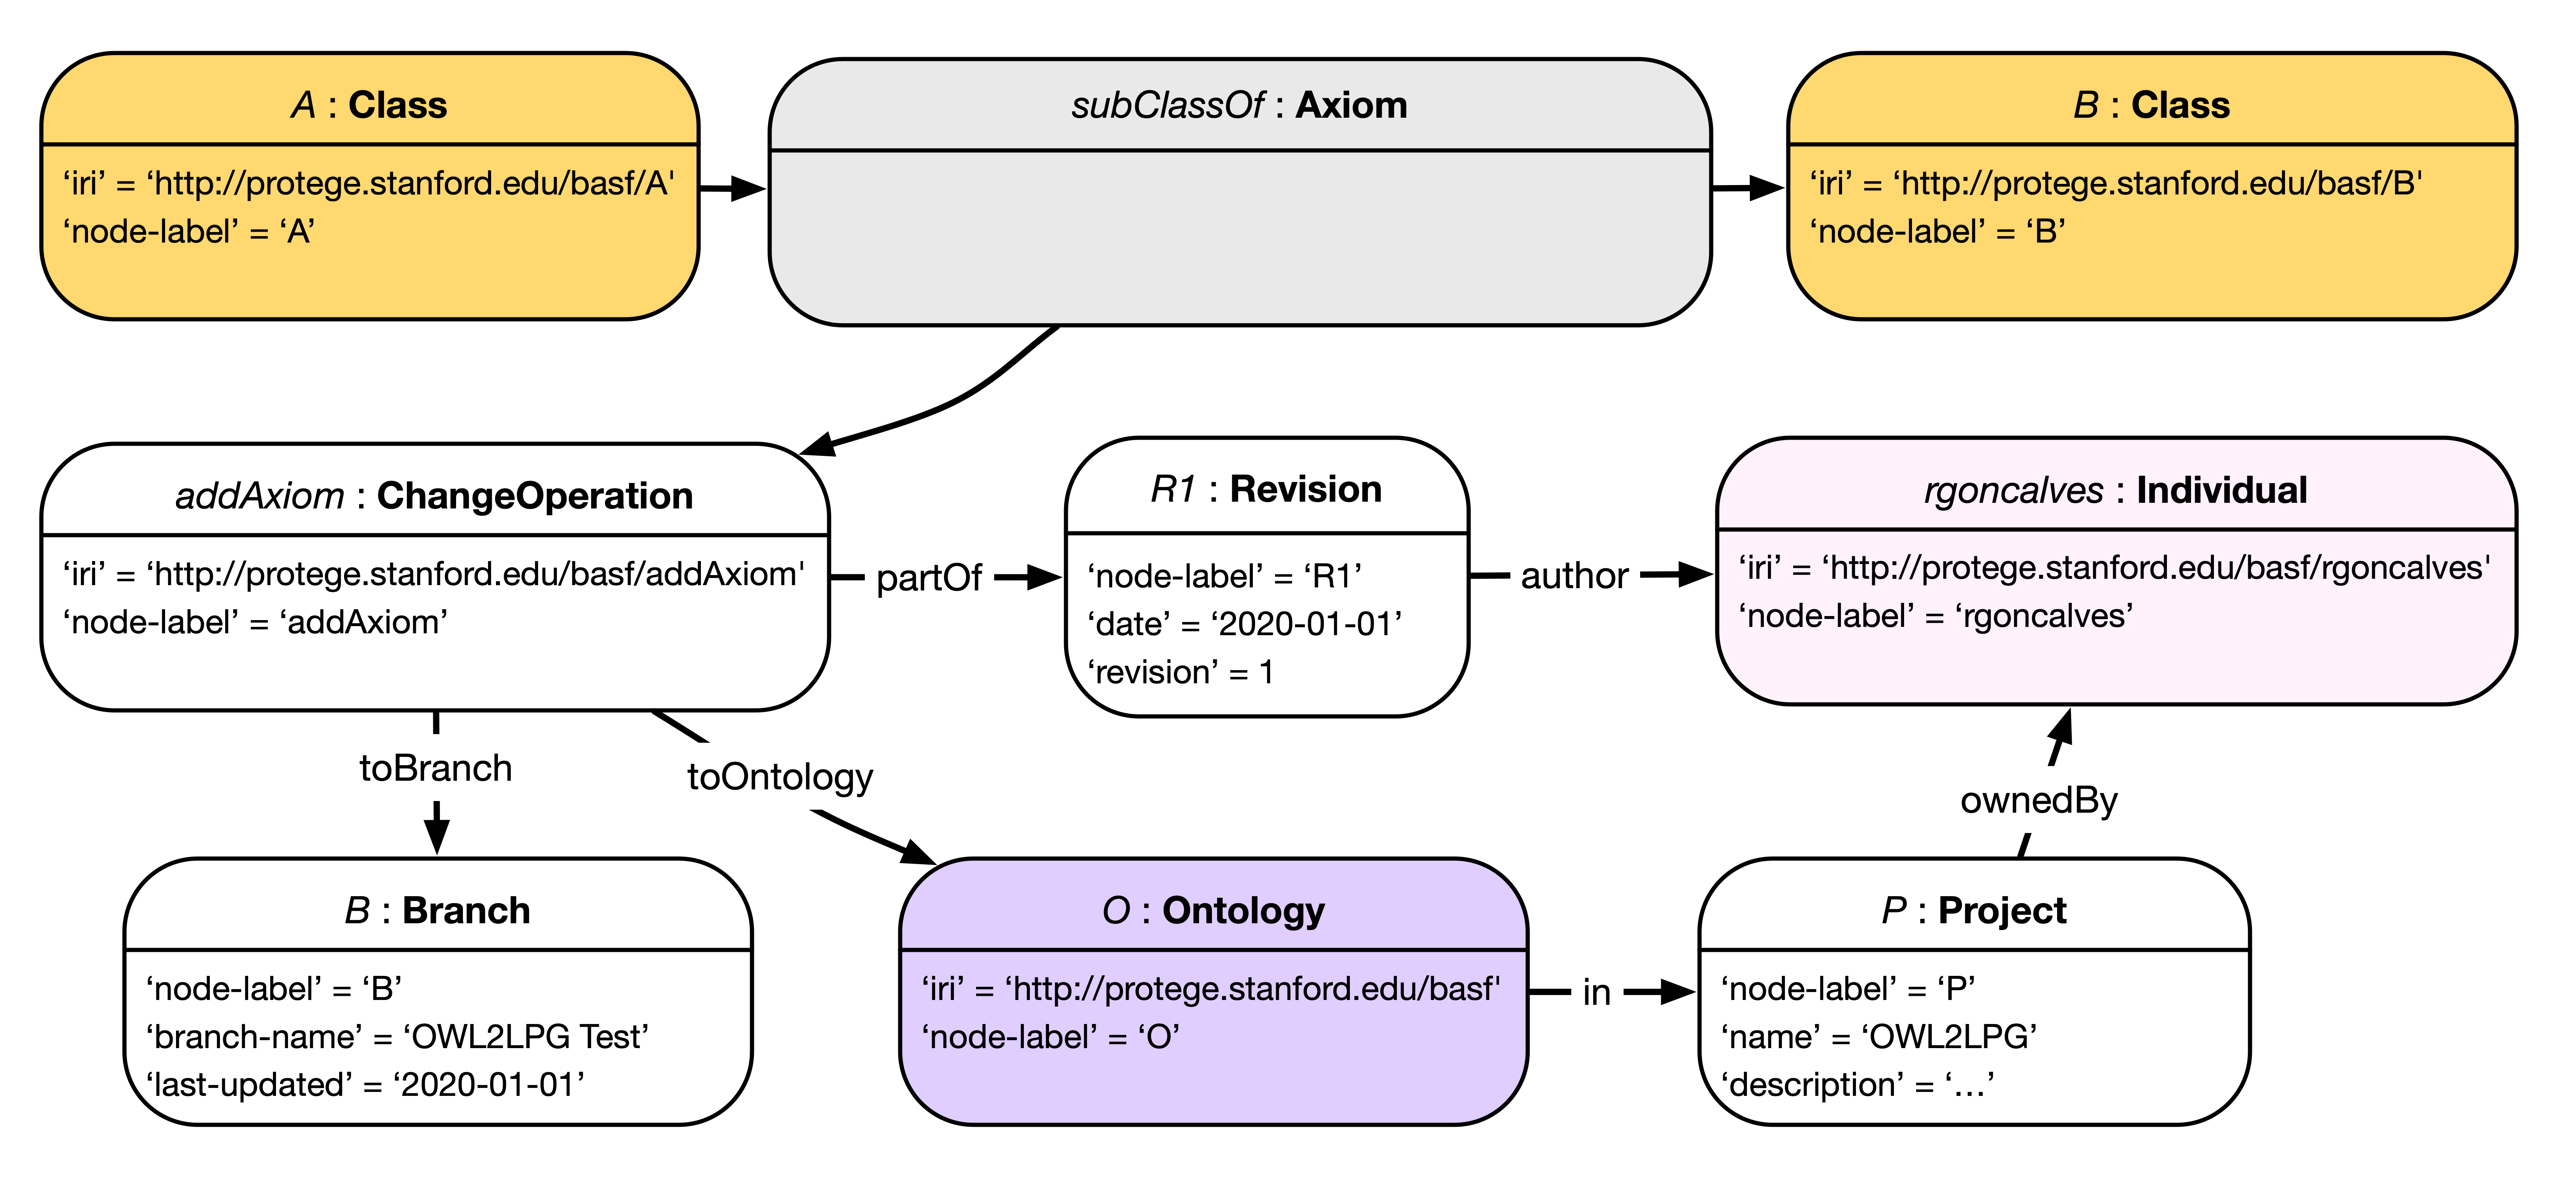 A : Class
‘iri’ = ‘http://protege.stanford.edu/basf/A'
‘node-label’ = ‘A’
subClassOf : Axiom
B : Class
‘iri’ = ‘http://protege.stanford.edu/basf/B'
‘node-label’ = ‘B’
addAxiom : ChangeOperation
‘iri’ = ‘http://protege.stanford.edu/basf/addAxiom'
‘node-label’ = ‘addAxiom’
partOf
R1 : Revision
‘node-label’ = ‘R1’
‘date’ = ‘2020-01-01’
‘revision’ = 1
author
rgoncalves : Individual
‘iri’ = ‘http://protege.stanford.edu/basf/rgoncalves'
‘node-label’ = ‘rgoncalves’
toBranch
toOntology
ownedBy
B : Branch
‘node-label’ = ‘B’
‘branch-name’ = ‘OWL2LPG Test’
‘last-updated’ = ‘2020-01-01’
O : Ontology
‘iri’ = ‘http://protege.stanford.edu/basf'
‘node-label’ = ‘O’
in
P : Project
‘node-label’ = ‘P’
‘name’ = ‘OWL2LPG’
‘description’ = ‘…’